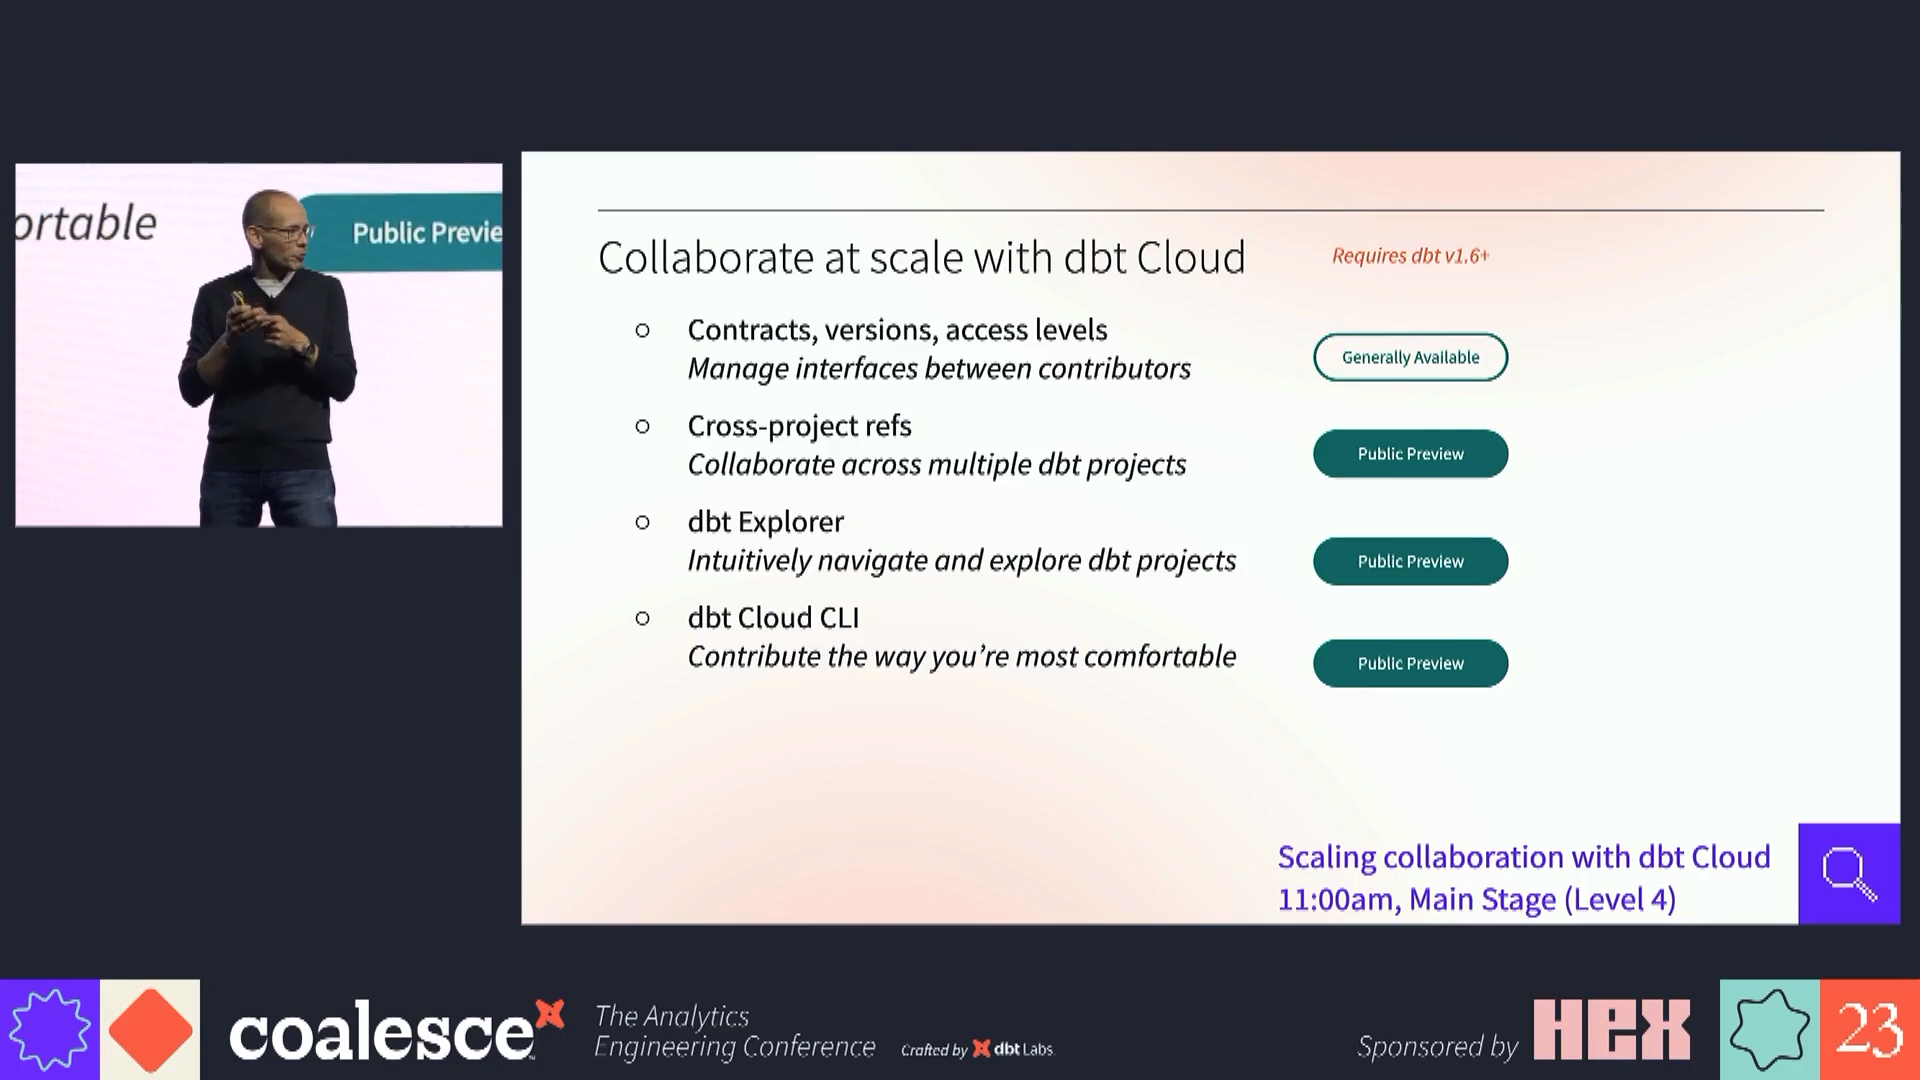 ortable
Public Previe
Collaborate at scale with dbt Cloud
Requires dbt v1.6+
Contracts, versions, access levels
Manage interfaces between contributors
Generally Available
Cross-project refs
Collaborate across multiple dbt projects
Public Preview
dbt Explorer
Intuitively navigate and explore dbt projects
Public Preview
dbt Cloud CLI
Contribute the way you’re most comfortable
Public Preview
Scaling collaboration with dbt Cloud
11:00am, Main Stage (Level 4)
coalesce
The Analytics
Engineering Conference
Crafted by dbt Labs
Sponsored by HEX
23